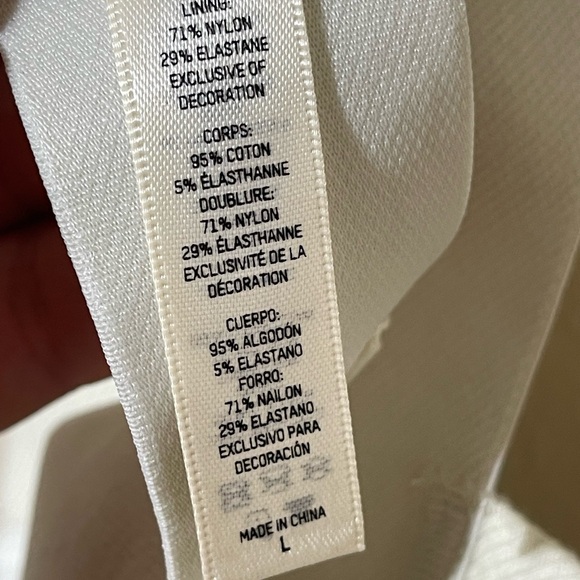 LINING:
71% NYLON
29% ELASTANE
EXCLUSIVE OF
DECORATION
CORPS:
95% COTON
5% ÉLASTHANNE
DOUBLURE:
71% NYLON
29% ÉLASTHANNE
EXCLUSIVITÉ DE LA
DÉCORATION
CUERPO:
95% ALGODÓN
5% ELASTANO
FORRO:
71% NAILON
29% ELASTANO
EXCLUSIVO PARA
DECORACIÓN
MADE IN CHINA
L